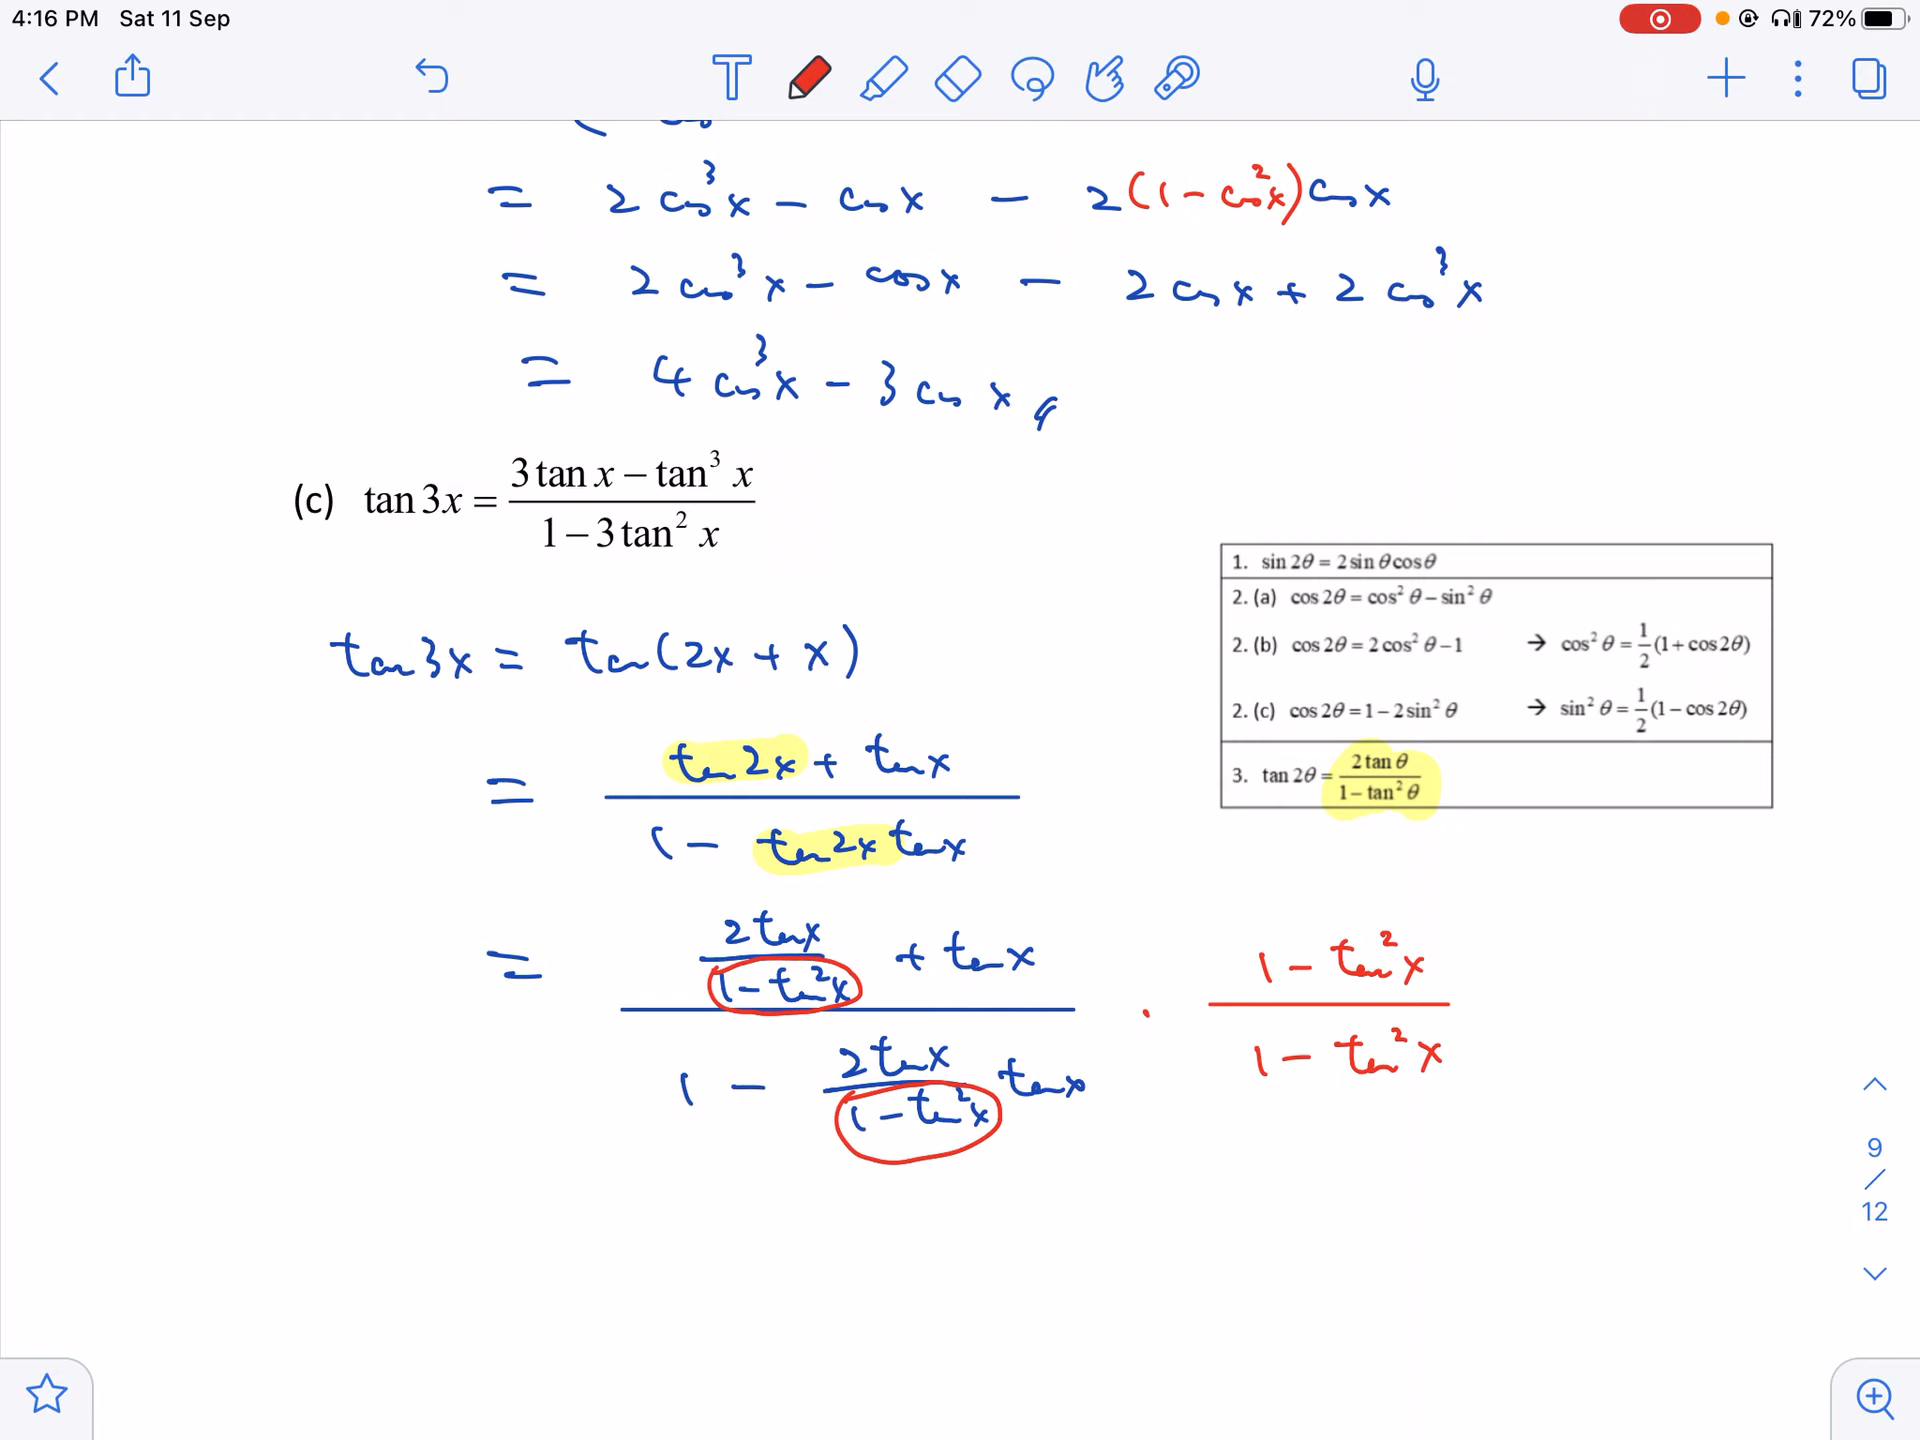 4:16 PM Sat 11 Sep 72%
= 2 cos³x − cos x − 2(1 − cos²x)cos x
= 2 cos³x − cos x − 2 cos x + 2 cos³x
= 4 cos³x − 3 cos x
(c) tan 3x = (3 tan x − tan³ x)/(1 − 3 tan² x)
1. sin 2θ = 2 sin θ cos θ
2. (a) cos 2θ = cos² θ − sin² θ
2. (b) cos 2θ = 2 cos² θ − 1 → cos² θ = 1/2 (1 + cos 2θ)
2. (c) cos 2θ = 1 − 2 sin² θ → sin² θ = 1/2 (1 − cos 2θ)
3. tan 2θ = (2 tan θ)/(1 − tan² θ)
tan 3x = tan(2x + x)
= (tan 2x + tan x)/(1 − tan 2x tan x)
= ((2 tan x)/(1 − tan²x) + tan x)/(1 − (2 tan x)/(1 − tan²x) tan x) · (1 − tan²x)/(1 − tan²x)
9
/
12